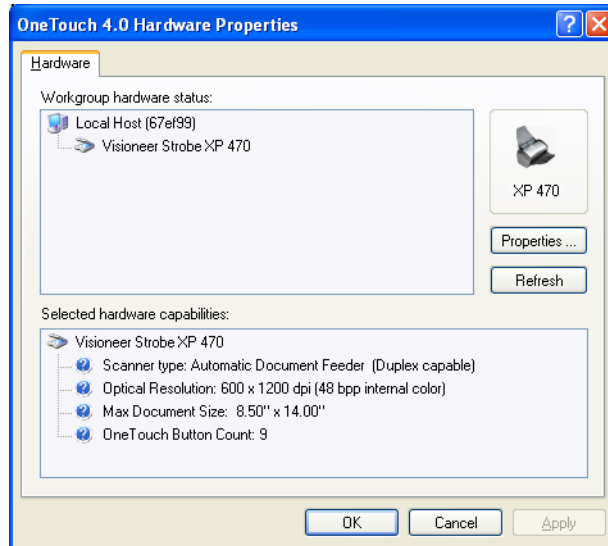 OneTouch 4.0 Hardware Properties
Hardware
Workgroup hardware status:
Local Host (67ef99)
Visioneer Strobe XP 470
XP 470
Properties ...
Refresh
Selected hardware capabilities:
Visioneer Strobe XP 470
Scanner type: Automatic Document Feeder (Duplex capable)
Optical Resolution: 600 x 1200 dpi (48 bpp internal color)
Max Document Size: 8.50" x 14.00"
OneTouch Button Count: 9
OK Cancel Apply